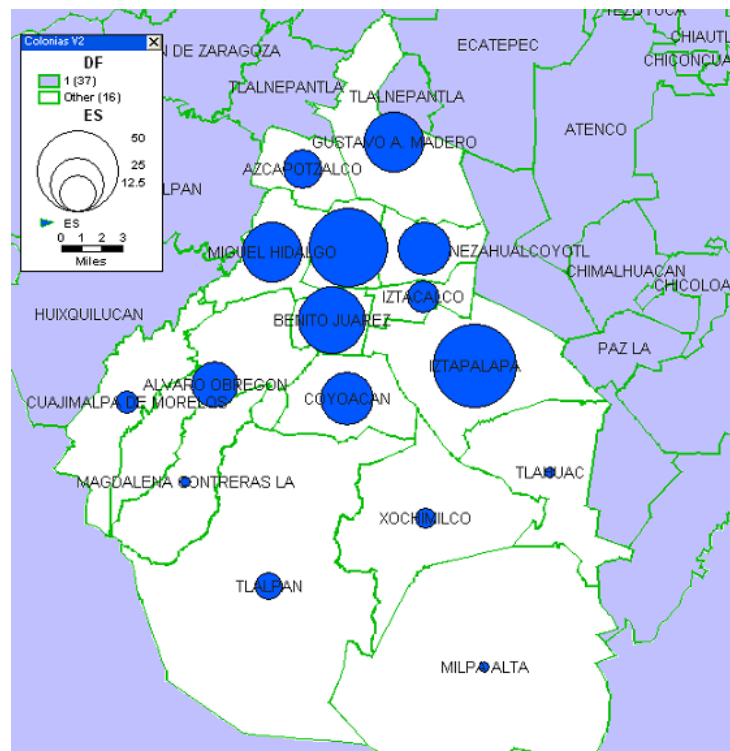 Colonias V2
DF
1 (37)
Other (16)
ES
50
25
12.5
ES
0 1 2 3
Miles
N DE ZARAGOZA
TLALNEPANTLA
TLALNEPANTLA
ECATEPEC
TEZOYUCA
CHIAUTL
CHICONCUA
ATENCO
GUSTAVO A. MADERO
AZCAPOTZALCO
LPAN
MIGUEL HIDALGO
NEZAHUALCOYOTL
CHIMALHUACAN
CHICOLOA
IZTACALCO
HUIXQUILUCAN
BENITO JUAREZ
PAZ LA
IZTAPALAPA
ALVARO OBREGON
CUAJIMALPA DE MORELOS
COYOACAN
MAGDALENA CONTRERAS LA
TLAHUAC
XOCHIMILCO
TLALPAN
MILPA ALTA